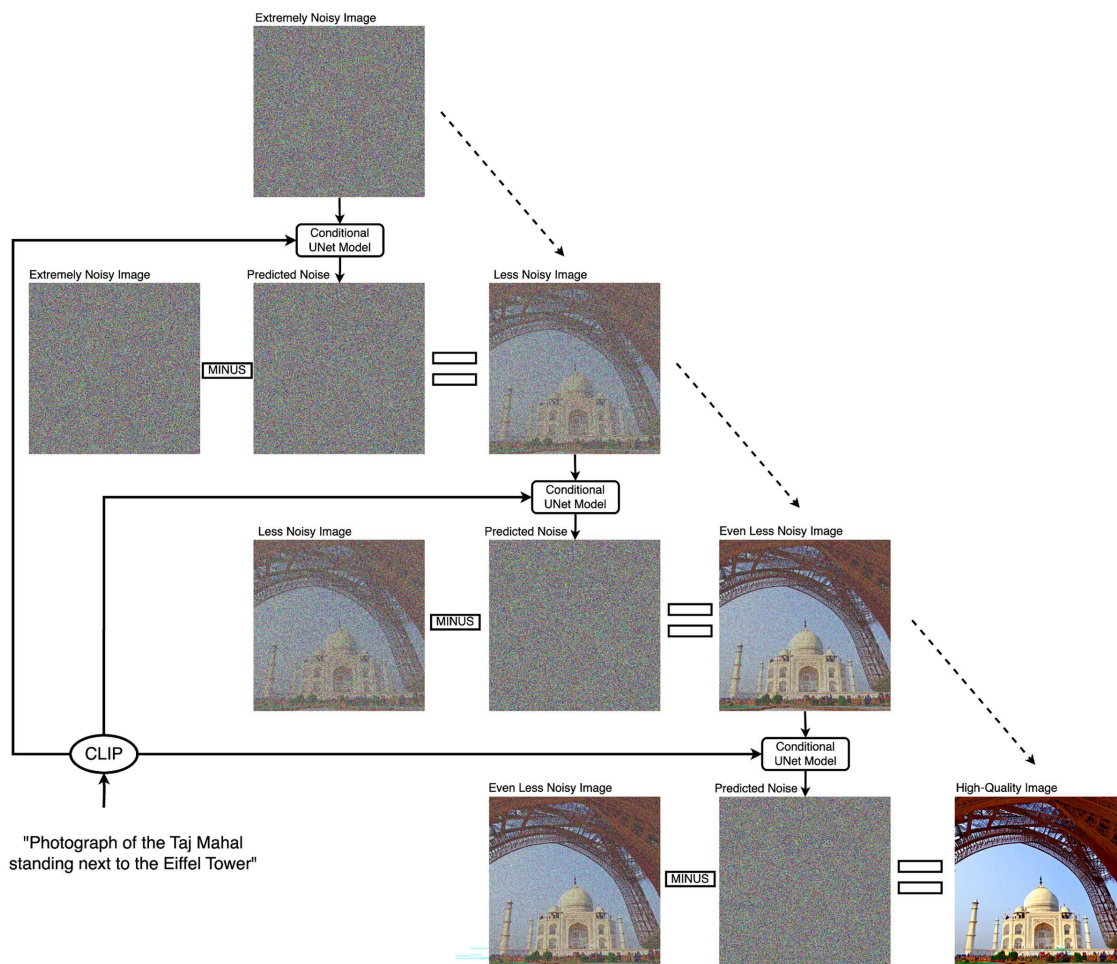 Extremely Noisy Image
Conditional
UNet Model
Extremely Noisy Image
Predicted Noise
Less Noisy Image
MINUS
Conditional
UNet Model
Less Noisy Image
Predicted Noise
Even Less Noisy Image
MINUS
CLIP
Conditional
UNet Model
Even Less Noisy Image
Predicted Noise
High-Quality Image
"Photograph of the Taj Mahal
standing next to the Eiffel Tower"
MINUS